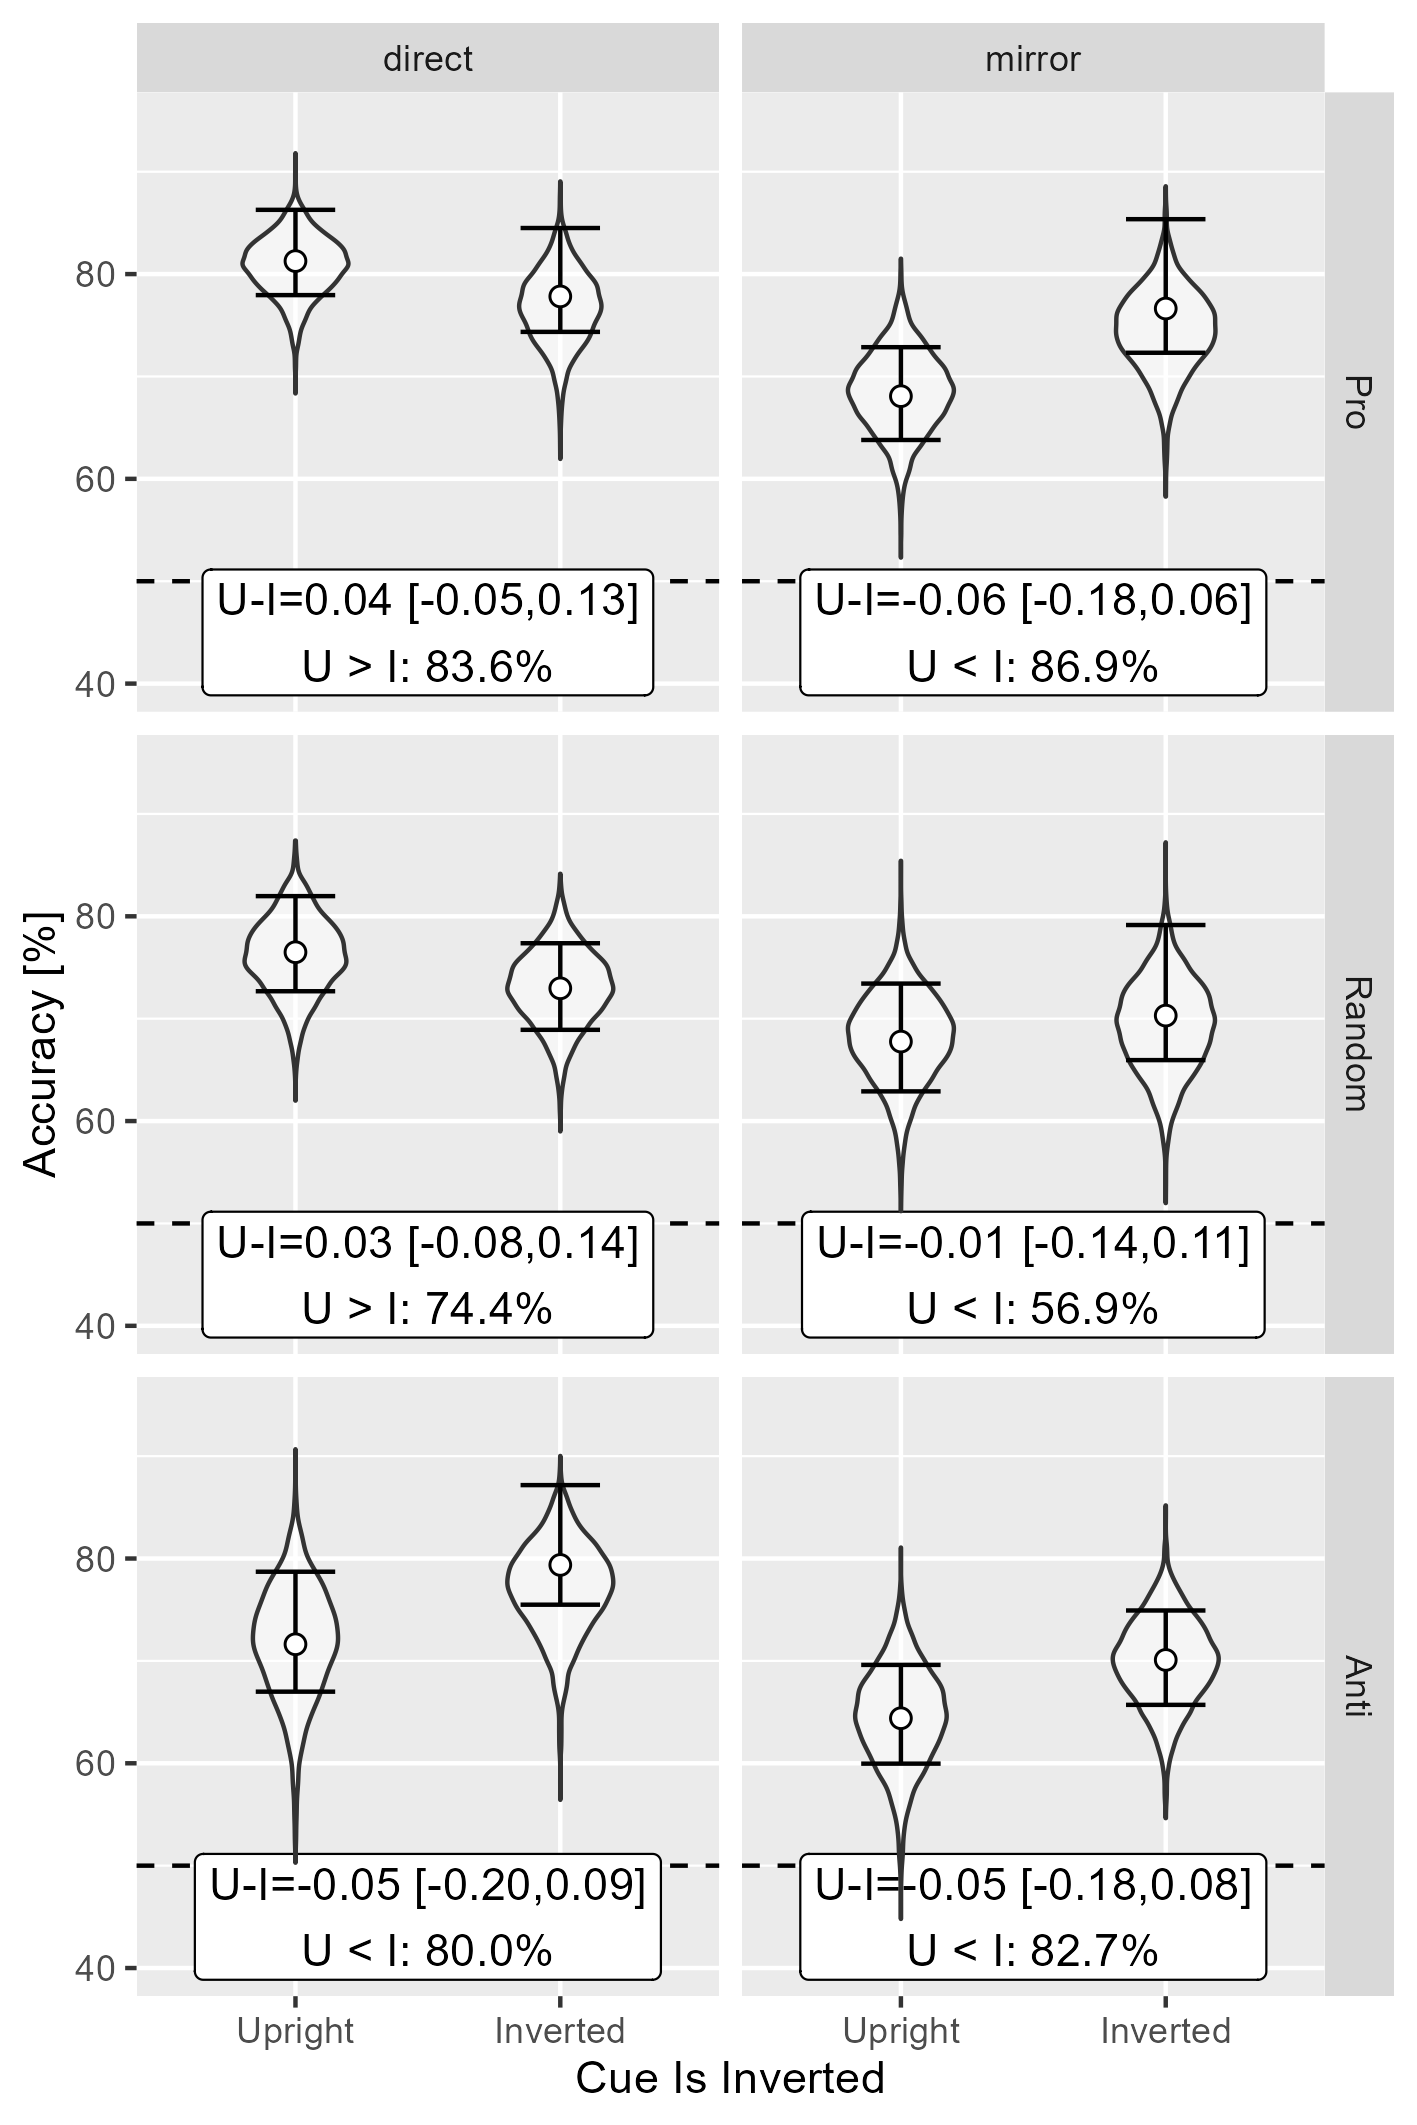 direct
mirror
80
60
40
U-I=0.04 [-0.05,0.13]
U > I: 83.6%
U-I=-0.06 [-0.18,0.06]
U < I: 86.9%
Pro
Accuracy [%]
80
60
40
U-I=0.03 [-0.08,0.14]
U > I: 74.4%
U-I=-0.01 [-0.14,0.11]
U < I: 56.9%
Random
80
60
40
U-I=-0.05 [-0.20,0.09]
U < I: 80.0%
U-I=-0.05 [-0.18,0.08]
U < I: 82.7%
Anti
Upright
Inverted
Upright
Inverted
Cue Is Inverted